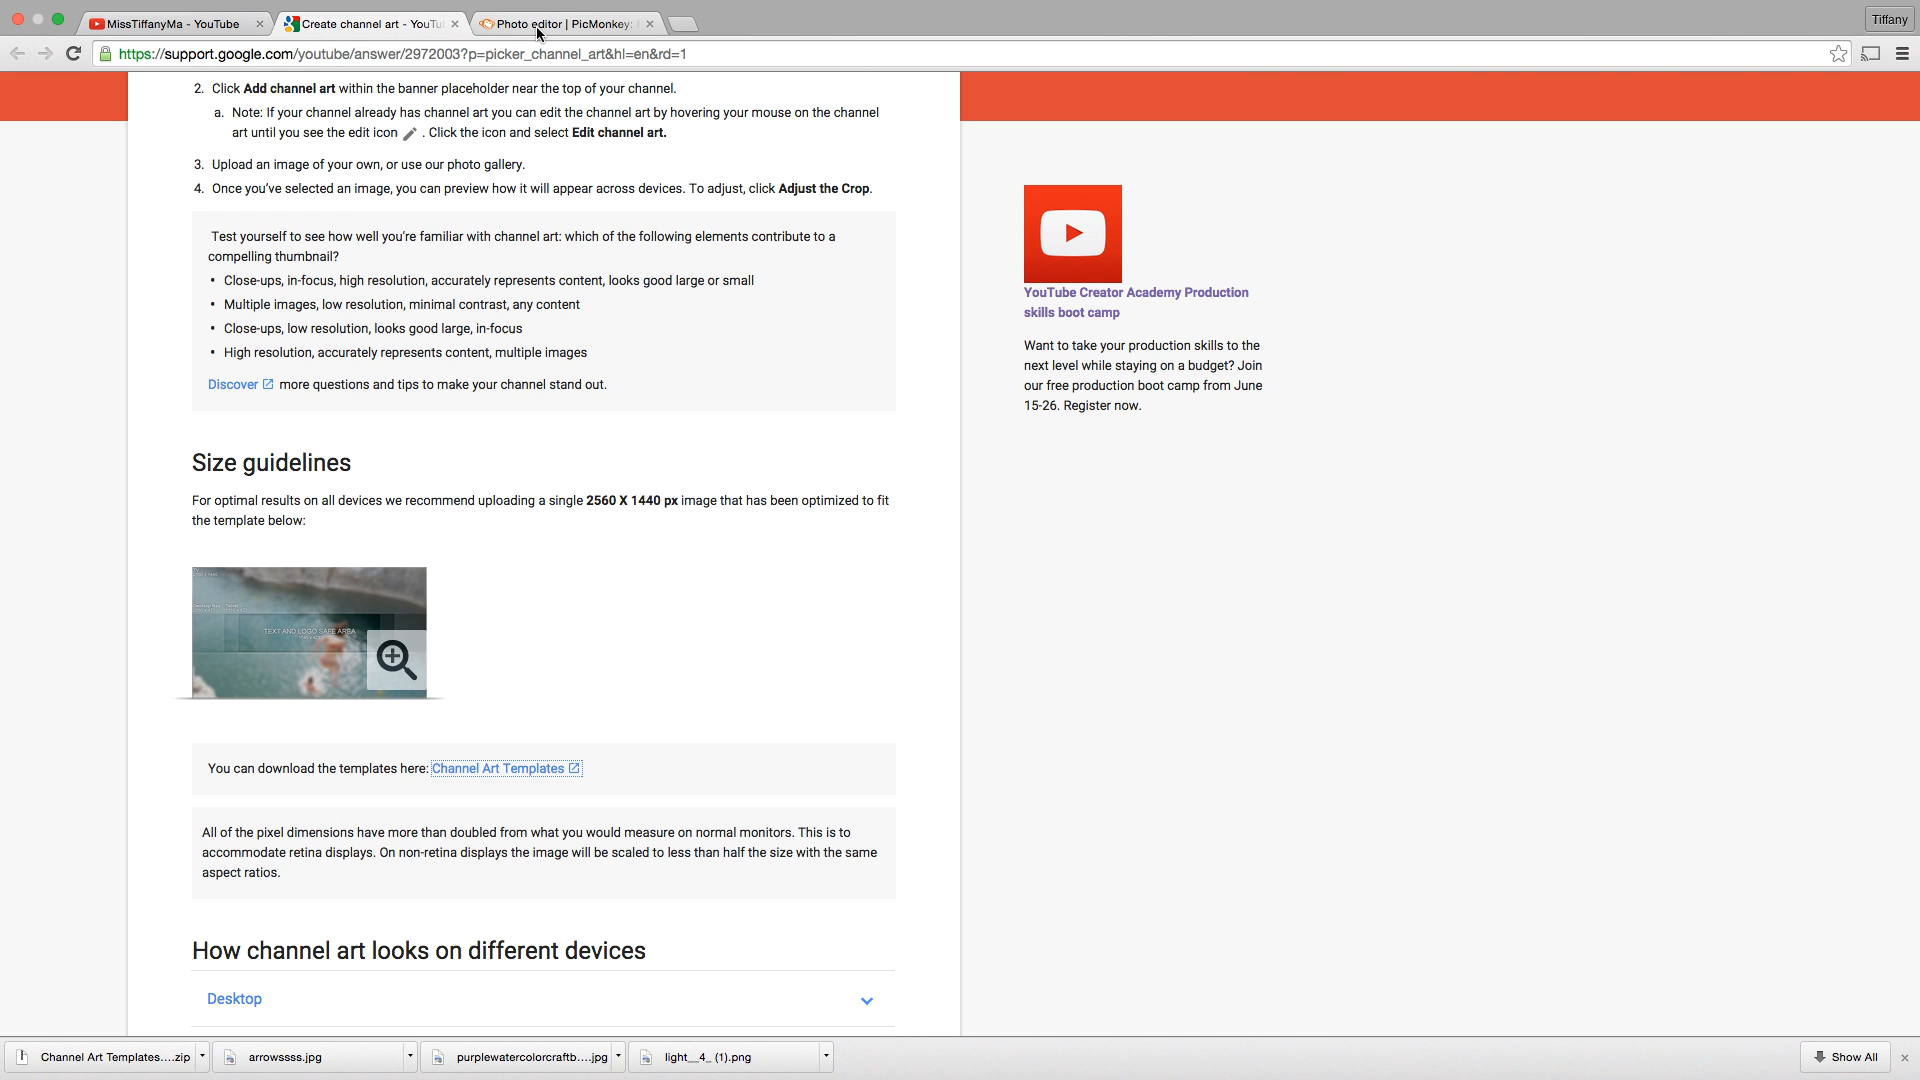 MissTiffanyMa - YouTube
Create channel art - YouTu
Photo editor | PicMonkey:
Tiffany
https://support.google.com/youtube/answer/2972003?p=picker_channel_art&hl=en&rd=1
2. Click Add channel art within the banner placeholder near the top of your channel.
a. Note: If your channel already has channel art you can edit the channel art by hovering your mouse on the channel
art until you see the edit icon . Click the icon and select Edit channel art.
3. Upload an image of your own, or use our photo gallery.
4. Once you've selected an image, you can preview how it will appear across devices. To adjust, click Adjust the Crop.
Test yourself to see how well you're familiar with channel art: which of the following elements contribute to a
compelling thumbnail?
• Close-ups, in-focus, high resolution, accurately represents content, looks good large or small
• Multiple images, low resolution, minimal contrast, any content
• Close-ups, low resolution, looks good large, in-focus
• High resolution, accurately represents content, multiple images
Discover more questions and tips to make your channel stand out.
YouTube Creator Academy Production
skills boot camp
Want to take your production skills to the
next level while staying on a budget? Join
our free production boot camp from June
15-26. Register now.
Size guidelines
For optimal results on all devices we recommend uploading a single 2560 X 1440 px image that has been optimized to fit
the template below:
TEXT AND LOGO SAFE AREA
You can download the templates here: Channel Art Templates
All of the pixel dimensions have more than doubled from what you would measure on normal monitors. This is to
accommodate retina displays. On non-retina displays the image will be scaled to less than half the size with the same
aspect ratios.
How channel art looks on different devices
Desktop
Channel Art Templates....zip
arrowssss.jpg
purplewatercolorcraftb....jpg
light__4_ (1).png
Show All